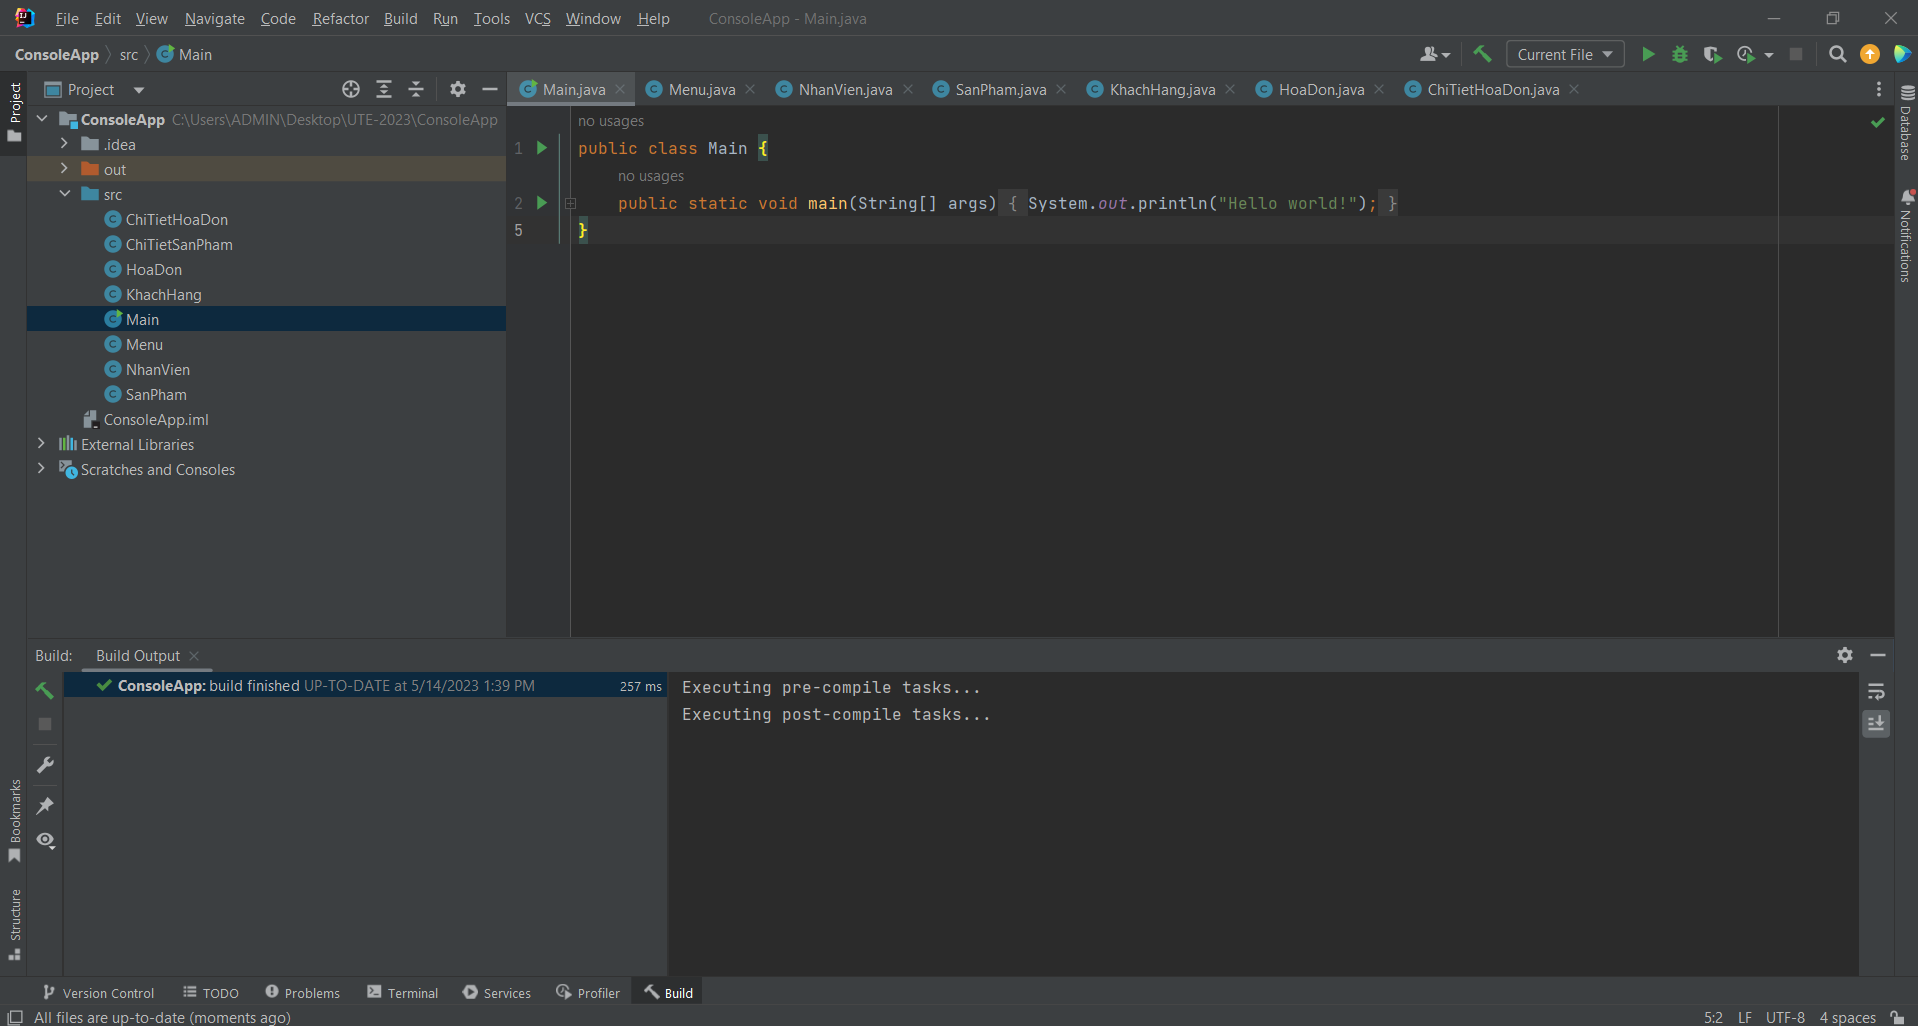 File Edit View Navigate Code Refactor Build Run Tools VCS Window Help ConsoleApp - Main.java
ConsoleApp src Main Current File
Project
Project
Main.java Menu.java NhanVien.java SanPham.java KhachHang.java HoaDon.java ChiTietHoaDon.java
ConsoleApp C:\Users\ADMIN\Desktop\UTE-2023\ConsoleApp
.idea
out
src
ChiTietHoaDon
ChiTietSanPham
HoaDon
KhachHang
Main
Menu
NhanVien
SanPham
ConsoleApp.iml
External Libraries
Scratches and Consoles
no usages
1 public class Main {
no usages
2 public static void main(String[] args) { System.out.println("Hello world!"); }
5 }
Database
Notifications
Build: Build Output
ConsoleApp: build finished UP-TO-DATE at 5/14/2023 1:39 PM 257 ms
Executing pre-compile tasks...
Executing post-compile tasks...
Bookmarks
Structure
Version Control TODO Problems Terminal Services Profiler Build
All files are up-to-date (moments ago) 5:2 LF UTF-8 4 spaces